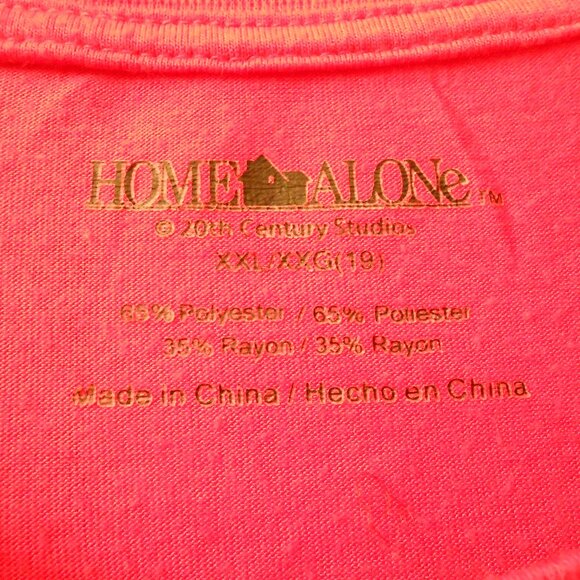 HOME ALONe TM
© 20th Century Studios
XXL/XXG(19)
65% Polyester / 65% Poliester
35% Rayon / 35% Rayon
Made in China / Hecho en China